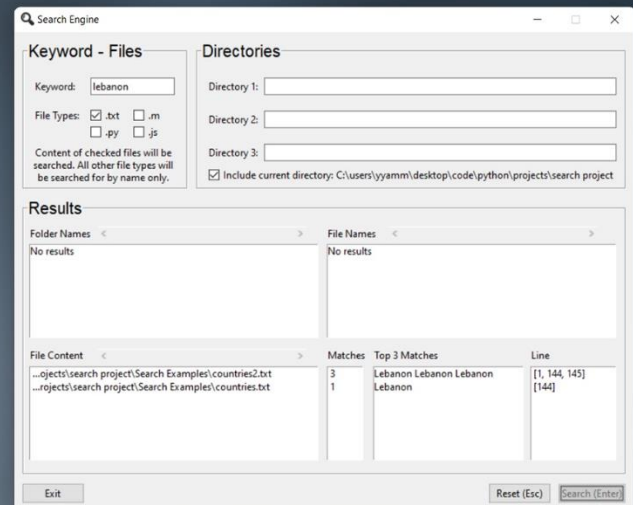 Search Engine
Keyword - Files
Keyword: lebanon
File Types: .txt .m
.py .js
Content of checked files will be
searched. All other file types will
be searched for by name only.
Directories
Directory 1:
Directory 2:
Directory 3:
Include current directory: C:\users\yyamm\desktop\code\python\projects\search project
Results
Folder Names < >
No results
File Names < >
No results
File Content < > Matches Top 3 Matches Line
...ojects\search project\Search Examples\countries2.txt 3 Lebanon Lebanon Lebanon [1, 144, 145]
...rojects\search project\Search Examples\countries.txt 1 Lebanon [144]
Exit Reset (Esc) Search (Enter)